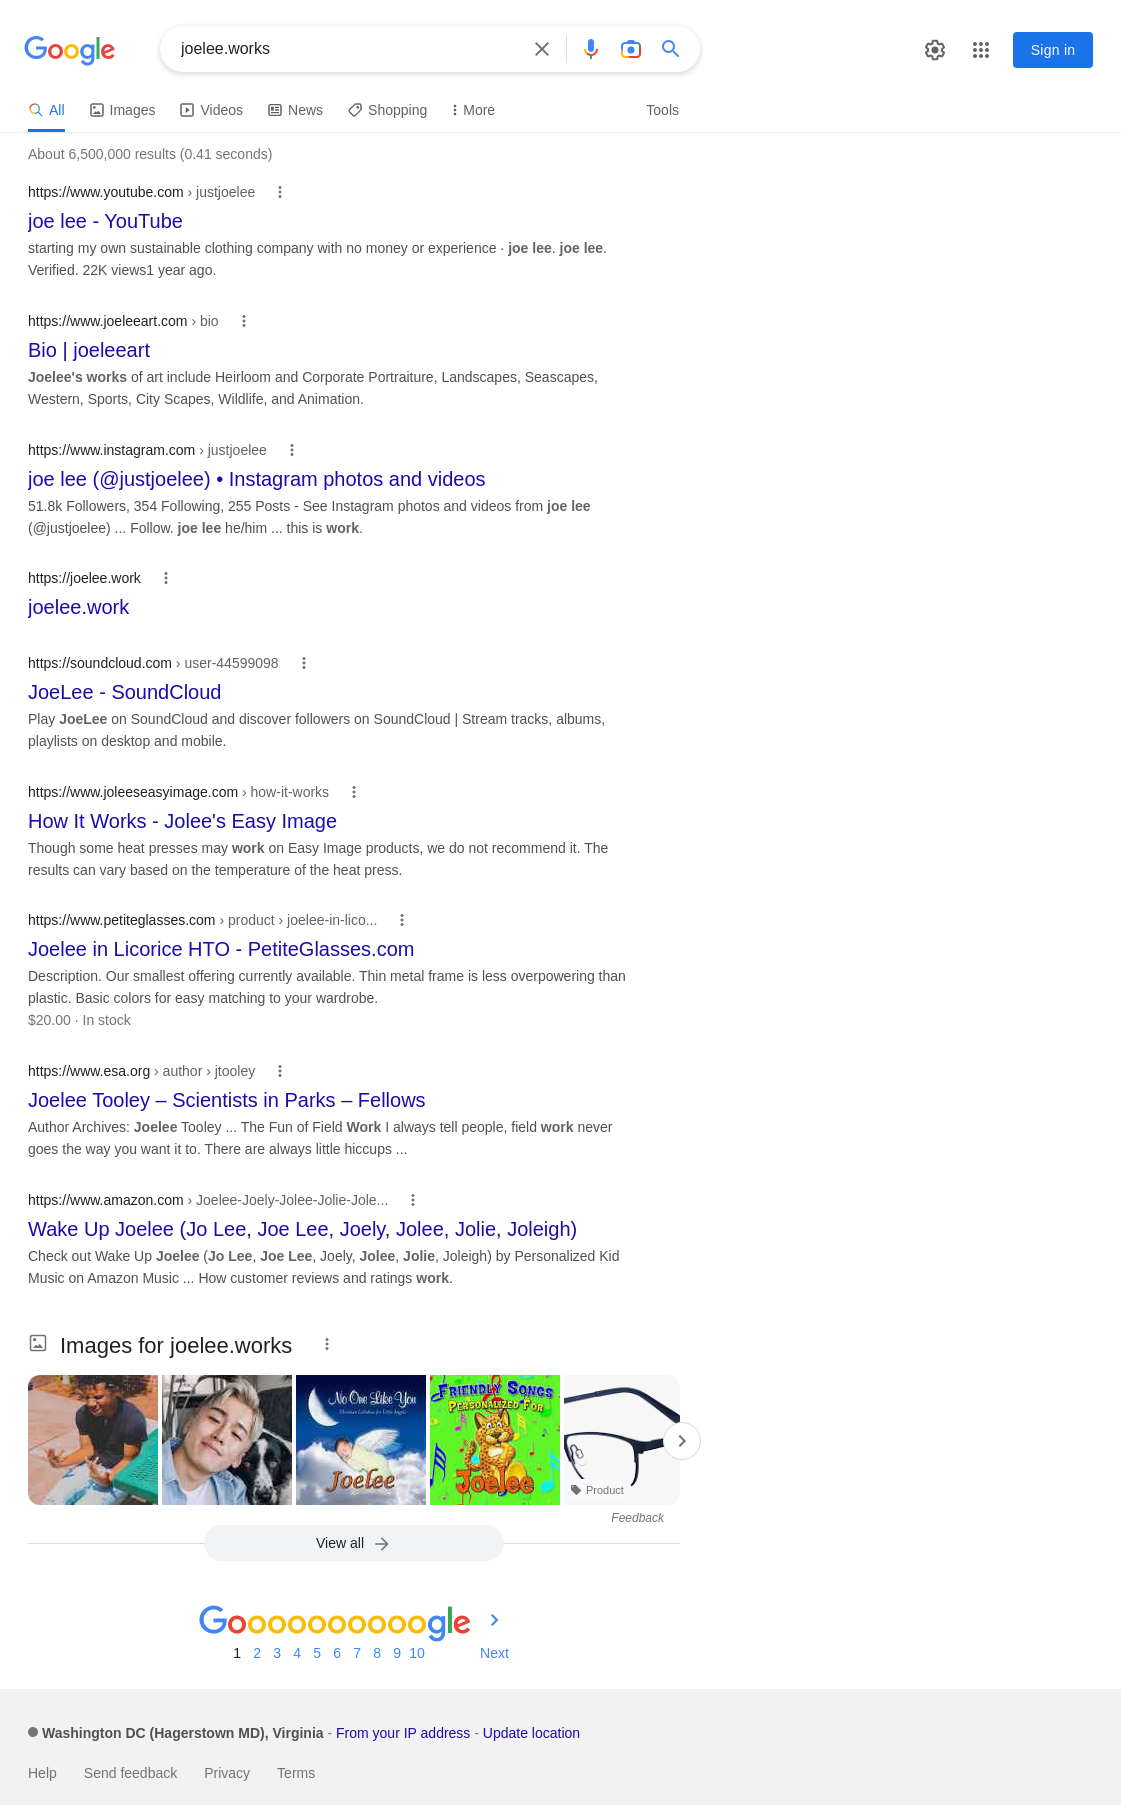 Google
joelee.works
Sign in
All Images Videos News Shopping More Tools
About 6,500,000 results (0.41 seconds)
https://www.youtube.com › justjoelee
joe lee - YouTube
starting my own sustainable clothing company with no money or experience · joe lee. joe lee.
Verified. 22K views1 year ago.
https://www.joeleeart.com › bio
Bio | joeleeart
Joelee's works of art include Heirloom and Corporate Portraiture, Landscapes, Seascapes,
Western, Sports, City Scapes, Wildlife, and Animation.
https://www.instagram.com › justjoelee
joe lee (@justjoelee) • Instagram photos and videos
51.8k Followers, 354 Following, 255 Posts - See Instagram photos and videos from joe lee
(@justjoelee) ... Follow. joe lee he/him ... this is work.
https://joelee.work
joelee.work
https://soundcloud.com › user-44599098
JoeLee - SoundCloud
Play JoeLee on SoundCloud and discover followers on SoundCloud | Stream tracks, albums,
playlists on desktop and mobile.
https://www.joleeseasyimage.com › how-it-works
How It Works - Jolee's Easy Image
Though some heat presses may work on Easy Image products, we do not recommend it. The
results can vary based on the temperature of the heat press.
https://www.petiteglasses.com › product › joelee-in-lico...
Joelee in Licorice HTO - PetiteGlasses.com
Description. Our smallest offering currently available. Thin metal frame is less overpowering than
plastic. Basic colors for easy matching to your wardrobe.
$20.00 · In stock
https://www.esa.org › author › jtooley
Joelee Tooley – Scientists in Parks – Fellows
Author Archives: Joelee Tooley ... The Fun of Field Work I always tell people, field work never
goes the way you want it to. There are always little hiccups ...
https://www.amazon.com › Joelee-Joely-Jolee-Jolie-Jole...
Wake Up Joelee (Jo Lee, Joe Lee, Joely, Jolee, Jolie, Joleigh)
Check out Wake Up Joelee (Jo Lee, Joe Lee, Joely, Jolee, Jolie, Joleigh) by Personalized Kid
Music on Amazon Music ... How customer reviews and ratings work.
Images for joelee.works
No One Like You
Christian Lullabies for Little Angels
Joelee
FRIENDLY SONGS
PERSONALIZED FOR
Joelee
Product
Feedback
View all
Goooooooooogle
1 2 3 4 5 6 7 8 9 10 Next
Washington DC (Hagerstown MD), Virginia - From your IP address - Update location
Help Send feedback Privacy Terms